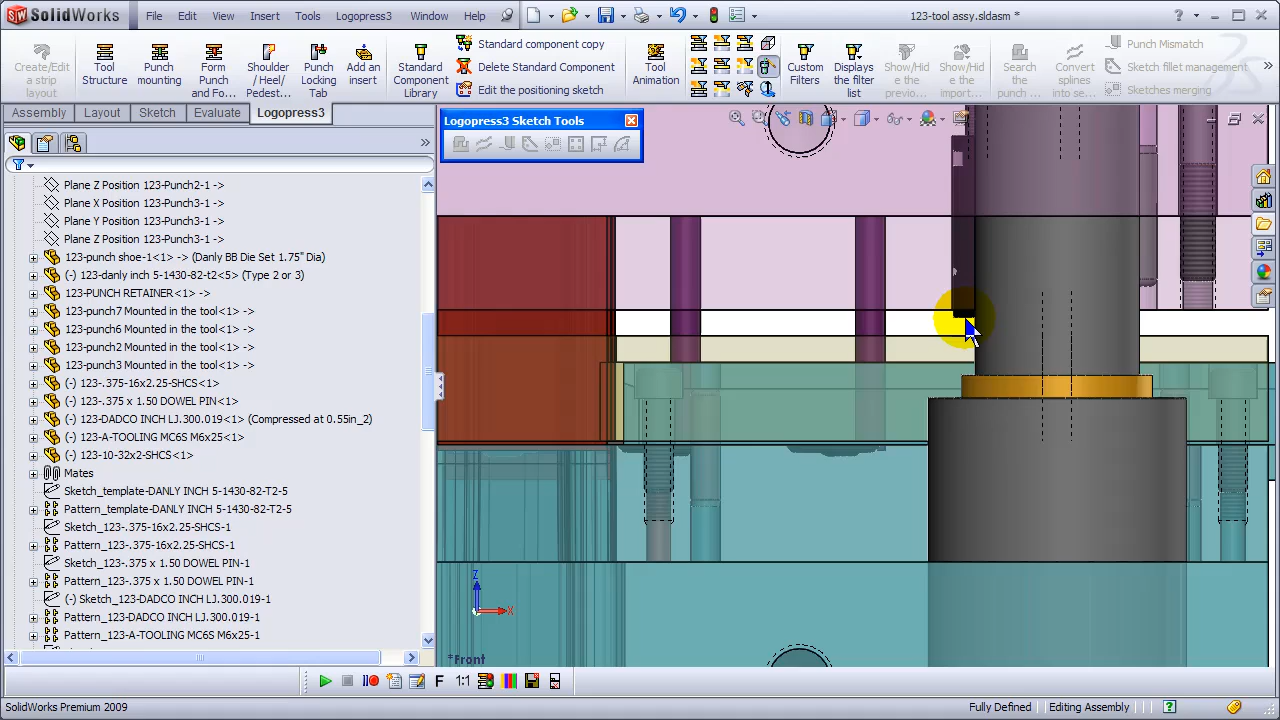 SolidWorks
File Edit View Insert Tools Logopress3 Window Help
123-tool assy.sldasm *
Create/Edit a strip layout
Tool Structure
Punch mounting
Form Punch and Fo...
Shoulder /Heel/ Pedest...
Punch Locking Tab
Add an insert
Standard Component Library
Standard component copy
Delete Standard Component
Edit the positioning sketch
Tool Animation
Custom Filters
Displays the filter list
Show/Hid e the previous ...
Show/Hid e the import...
Search the punch ...
Convert splines into se...
Punch Mismatch
Sketch fillet management
Sketches merging
Assembly Layout Sketch Evaluate Logopress3
Logopress3 Sketch Tools
Plane Z Position 123-Punch2-1 ->
Plane X Position 123-Punch3-1 ->
Plane Y Position 123-Punch3-1 ->
Plane Z Position 123-Punch3-1 ->
123-punch shoe-1<1> -> (Danly BB Die Set 1.75" Dia)
(-) 123-danly inch 5-1430-82-t2<5> (Type 2 or 3)
123-PUNCH RETAINER<1> ->
123-punch7 Mounted in the tool<1> ->
123-punch6 Mounted in the tool<1> ->
123-punch2 Mounted in the tool<1> ->
123-punch3 Mounted in the tool<1> ->
(-) 123-.375-16x2.25-SHCS<1>
(-) 123-.375 x 1.50 DOWEL PIN<1>
(-) 123-DADCO INCH LJ.300.019<1> (Compressed at 0.55in_2)
(-) 123-A-TOOLING MC6S M6x25<1>
(-) 123-10-32x2-SHCS<1>
Mates
Sketch_template-DANLY INCH 5-1430-82-T2-5
Pattern_template-DANLY INCH 5-1430-82-T2-5
Sketch_123-.375-16x2.25-SHCS-1
Pattern_123-.375-16x2.25-SHCS-1
Sketch_123-.375 x 1.50 DOWEL PIN-1
Pattern_123-.375 x 1.50 DOWEL PIN-1
(-) Sketch_123-DADCO INCH LJ.300.019-1
Pattern_123-DADCO INCH LJ.300.019-1
Pattern_123-A-TOOLING MC6S M6x25-1
Z
X
*Front
F 1:1
SolidWorks Premium 2009
Fully Defined Editing Assembly